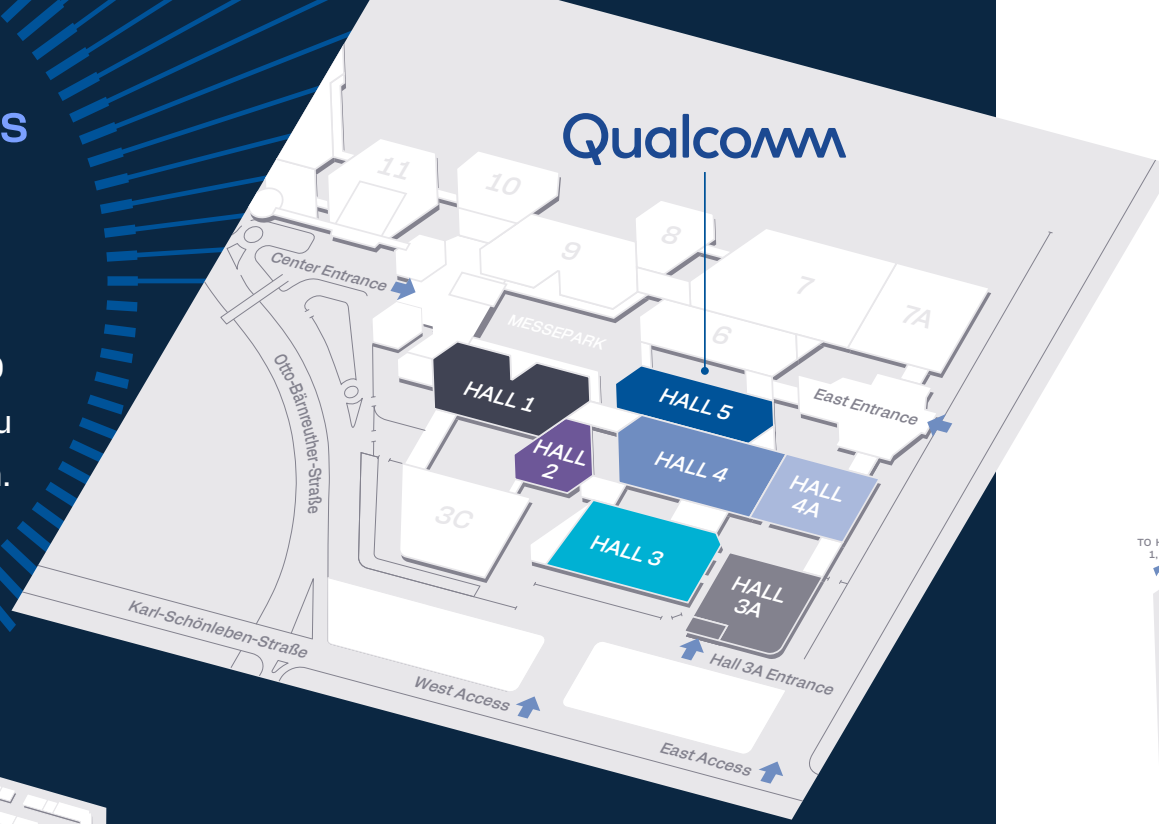 Qualcomm
11
10
9
8
7
7A
6
Center Entrance
MESSEPARK
HALL 1
HALL 5
East Entrance
Otto-Bärnreuther-Straße
HALL
2
HALL 4
HALL
4A
3C
HALL 3
HALL
3A
Karl-Schönleben-Straße
Hall 3A Entrance
West Access
East Access
s
u
TO
1,